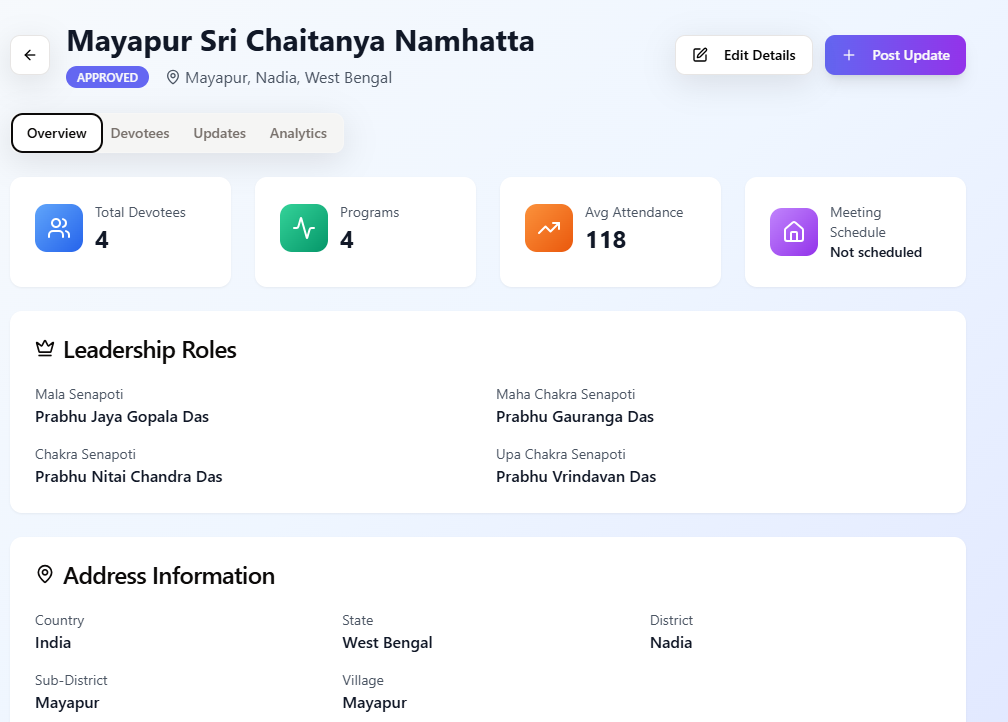 Mayapur Sri Chaitanya Namhatta
APPROVED
Mayapur, Nadia, West Bengal
Edit Details
Post Update
Overview
Devotees
Updates
Analytics
Total Devotees
4
Programs
4
Avg Attendance
118
Meeting
Schedule
Not scheduled
Leadership Roles
Mala Senapoti
Prabhu Jaya Gopala Das
Maha Chakra Senapoti
Prabhu Gauranga Das
Chakra Senapoti
Prabhu Nitai Chandra Das
Upa Chakra Senapoti
Prabhu Vrindavan Das
Address Information
Country
India
State
West Bengal
District
Nadia
Sub-District
Mayapur
Village
Mayapur